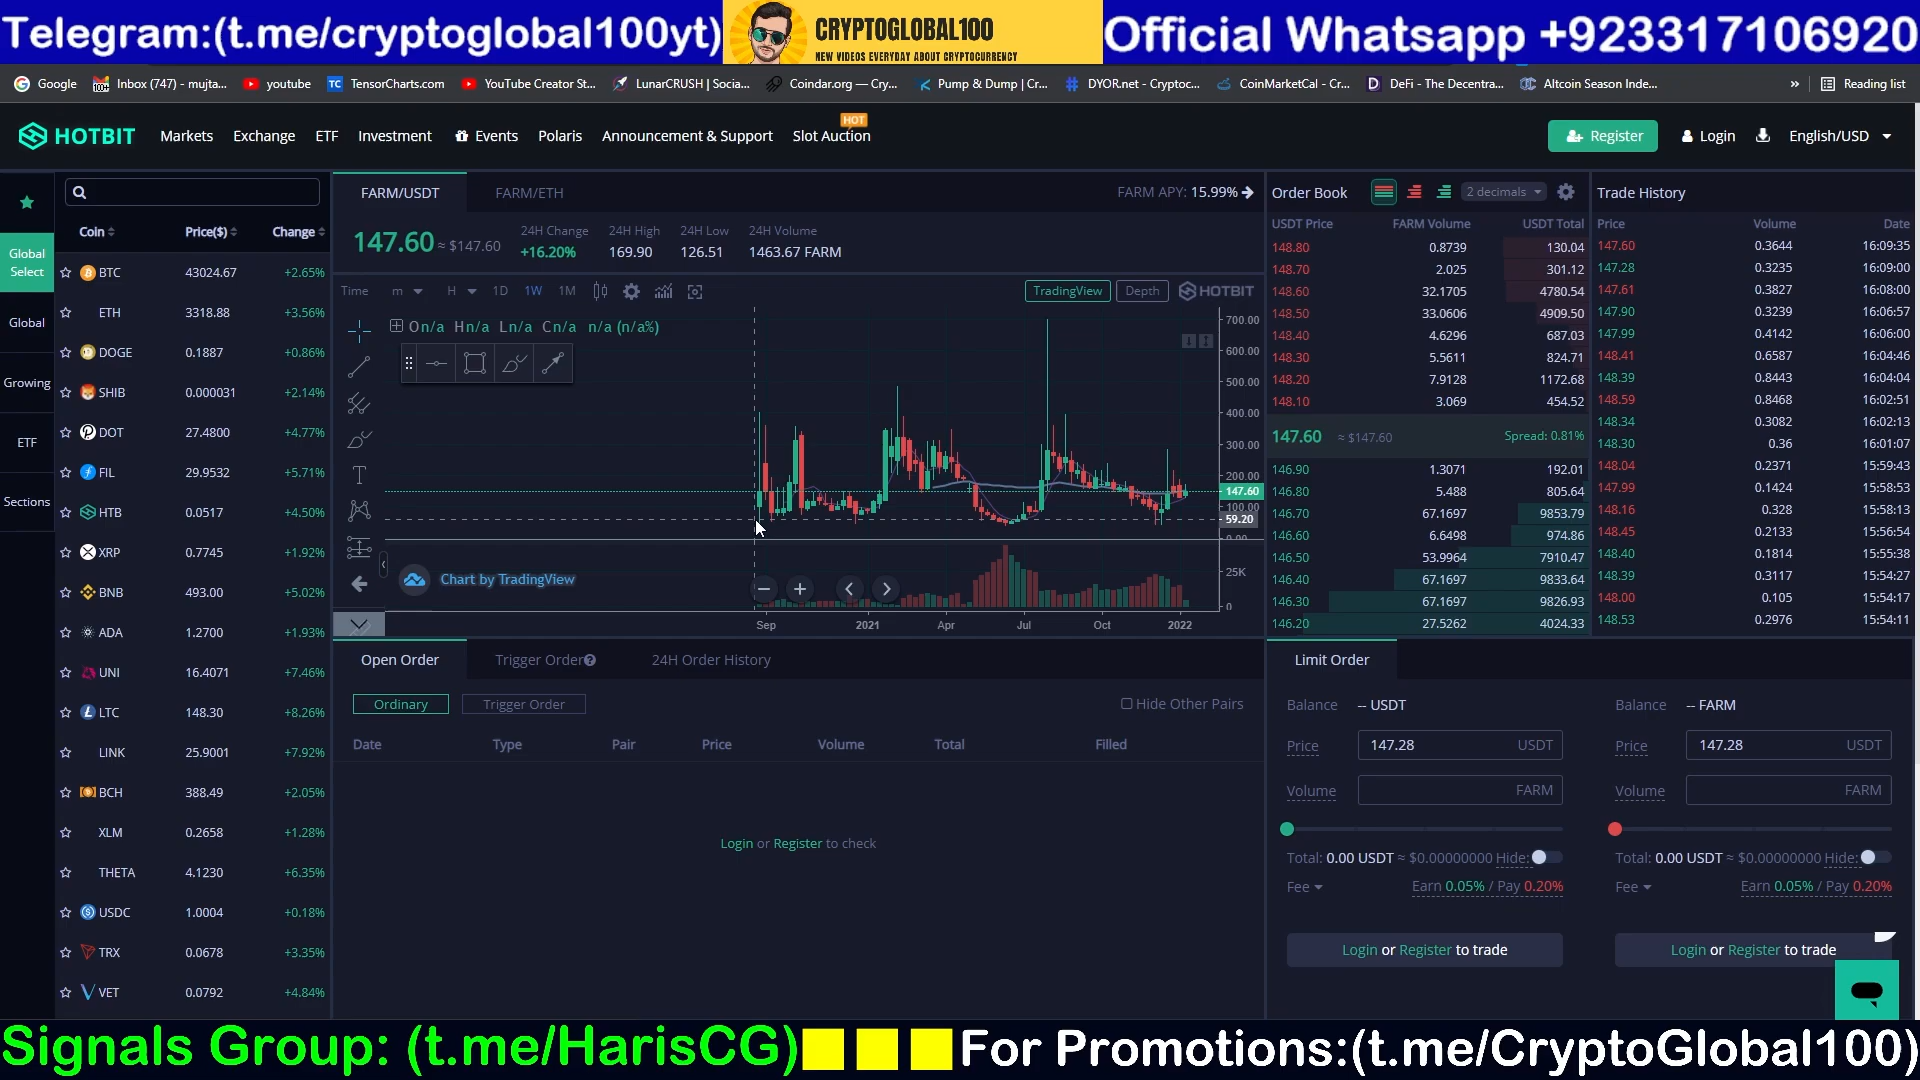 Telegram:(t.me/cryptoglobal100yt)
CRYPTOGLOBAL100
NEW VIDEOS EVERYDAY ABOUT CRYPTOCURRENCY
Official Whatsapp +923317106920
Google Inbox (747) - mujta... youtube TC TensorCharts.com YouTube Creator St... LunarCRUSH | Socia... Coindar.org — Cry... Pump & Dump | Cr... DYOR.net - Cryptoc... CoinMarketCal - Cr... DeFi - The Decentra... Altcoin Season Inde... » Reading list
HOTBIT Markets Exchange ETF Investment Events Polaris Announcement & Support Slot Auction HOT Register Login English/USD
Global Select
Global
Growing
ETF
Sections
Coin Price($) Change
BTC 43024.67 +2.65%
ETH 3318.88 +3.56%
DOGE 0.1887 +0.86%
SHIB 0.000031 +2.14%
DOT 27.4800 +4.77%
FIL 29.9532 +5.71%
HTB 0.0517 +4.50%
XRP 0.7745 +1.92%
BNB 493.00 +5.02%
ADA 1.2700 +1.93%
UNI 16.4071 +7.46%
LTC 148.30 +8.26%
LINK 25.9001 +7.92%
BCH 388.49 +2.05%
XLM 0.2658 +1.28%
THETA 4.1230 +6.35%
USDC 1.0004 +0.18%
TRX 0.0678 +3.35%
VET 0.0792 +4.84%
FARM/USDT FARM/ETH FARM APY: 15.99%
147.60 ≈ $147.60
24H Change 24H High 24H Low 24H Volume
+16.20% 169.90 126.51 1463.67 FARM
Time m H 1D 1W 1M TradingView Depth HOTBIT
On/a Hn/a Ln/a Cn/a n/a (n/a%)
700.00
600.00
500.00
400.00
300.00
200.00
147.60
100.00
59.20
0.00
25K
0
Chart by TradingView
Sep 2021 Apr Jul Oct 2022
Open Order Trigger Order 24H Order History
Ordinary Trigger Order Hide Other Pairs
Date Type Pair Price Volume Total Filled
Login or Register to check
Order Book 2 decimals
USDT Price FARM Volume USDT Total
148.80 0.8739 130.04
148.70 2.025 301.12
148.60 32.1705 4780.54
148.50 33.0606 4909.50
148.40 4.6296 687.03
148.30 5.5611 824.71
148.20 7.9128 1172.68
148.10 3.069 454.52
147.60 ≈ $147.60 Spread: 0.81%
146.90 1.3071 192.01
146.80 5.488 805.64
146.70 67.1697 9853.79
146.60 6.6498 974.86
146.50 53.9964 7910.47
146.40 67.1697 9833.64
146.30 67.1697 9826.93
146.20 27.5262 4024.33
Trade History
Price Volume Date
147.60 0.3644 16:09:35
147.28 0.3235 16:09:00
147.61 0.3827 16:08:00
147.90 0.3239 16:06:57
147.99 0.4142 16:06:00
148.41 0.6587 16:04:46
148.39 0.8443 16:04:04
148.59 0.8468 16:02:51
148.34 0.3082 16:02:13
148.30 0.36 16:01:07
148.04 0.2371 15:59:43
147.99 0.1424 15:58:53
148.16 0.328 15:58:13
148.45 0.2133 15:56:54
148.40 0.1814 15:55:38
148.39 0.3117 15:54:27
148.00 0.105 15:54:17
148.53 0.2976 15:54:11
Limit Order
Balance -- USDT Balance -- FARM
Price 147.28 USDT Price 147.28 USDT
Volume FARM Volume FARM
Total: 0.00 USDT ≈ $0.00000000 Hide: Total: 0.00 USDT ≈ $0.00000000 Hide:
Fee Earn 0.05% / Pay 0.20% Fee Earn 0.05% / Pay 0.20%
Login or Register to trade Login or Register to trade
Signals Group: (t.me/HarisCG) For Promotions:(t.me/CryptoGlobal100)